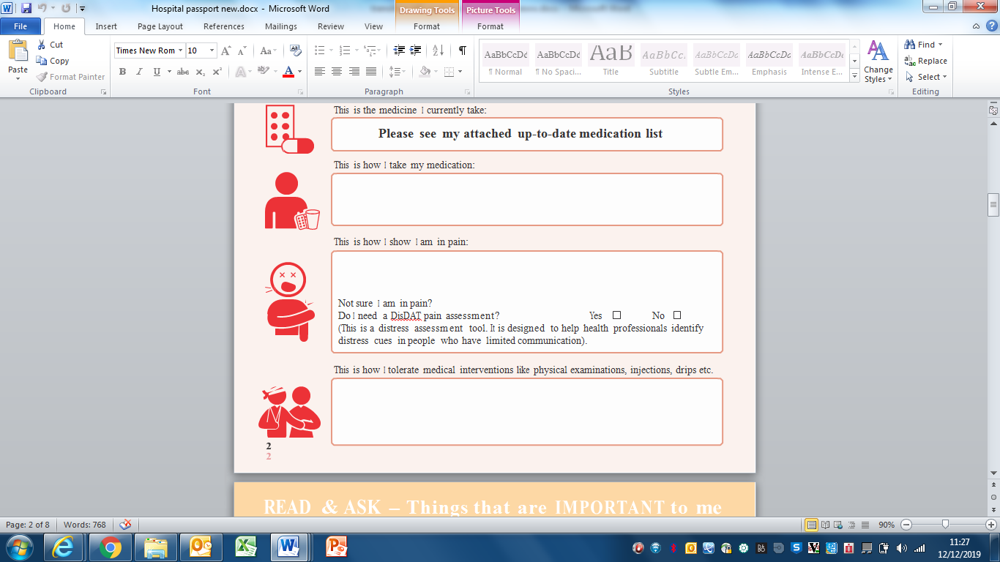 Hospital passport new.docx - Microsoft Word
Drawing Tools
Picture Tools
File
Home
Insert
Page Layout
References
Mailings
Review
View
Format
Format
Paste
Cut
Copy
Format Painter
Clipboard
Times New Rom
10
Font
Paragraph
AaBbCcDd
¶ Normal
AaBbCcDd
¶ No Spaci...
AaB
Title
AaBbCc.
Subtitle
AaBbCcDd
Subtle Em...
AaBbCcDd
Emphasis
AaBbCcDd
Intense E...
Change
Styles
Styles
Find
Replace
Select
Editing
This is the medicine I currently take:
Please see my attached up-to-date medication list
This is how I take my medication:
This is how I show I am in pain:
Not sure I am in pain?
Do I need a DisDAT pain assessment? Yes No
(This is a distress assessment tool. It is designed to help health professionals identify
distress cues in people who have limited communication).
This is how I tolerate medical interventions like physical examinations, injections, drips etc.
2
2
READ & ASK – Things that are IMPORTANT to me
Page: 2 of 8
Words: 768
90%
11:27
12/12/2019